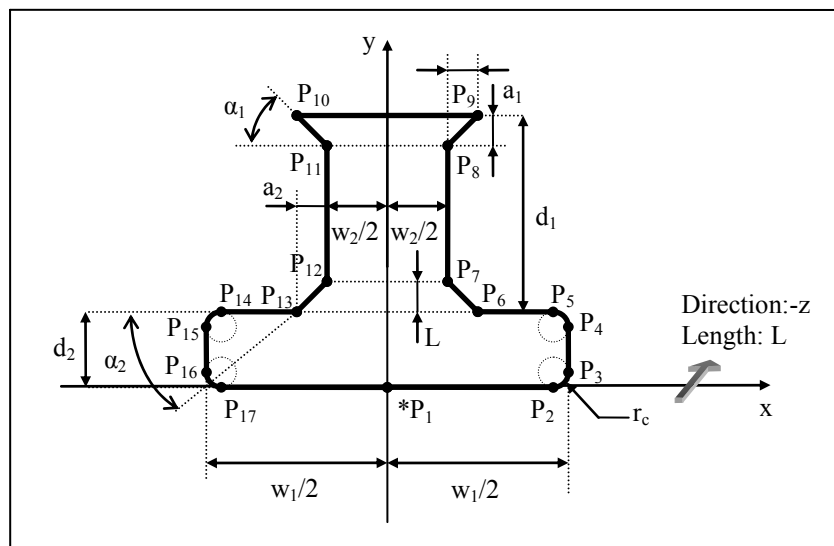 y
P₁₀
P₉
a₁
α₁
P₁₁
P₈
a₂
w₂/2
w₂/2
d₁
P₁₂
P₇
P₁₄
P₁₃
P₆
P₅
Direction:-z
Length: L
P₁₅
P₄
d₂
α₂
L
P₁₆
P₃
P₁₇
*P₁
P₂
r_c
x
w₁/2
w₁/2